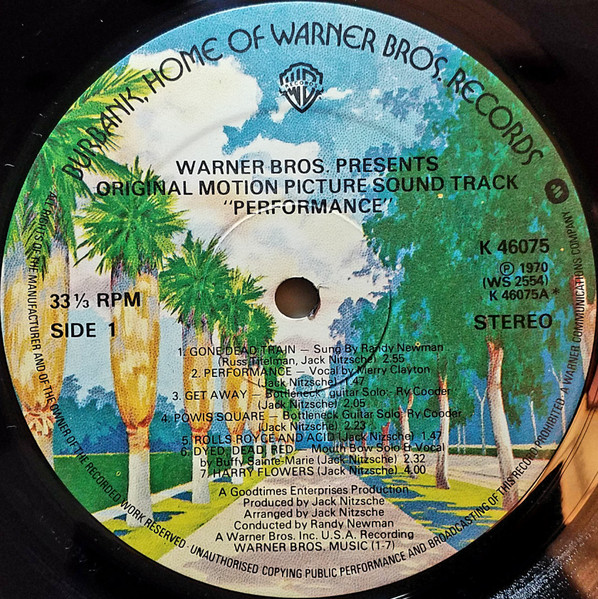 BURBANK, HOME OF WARNER BROS. RECORDS
WB
RECORDS
WARNER BROS. PRESENTS
ORIGINAL MOTION PICTURE SOUND TRACK
"PERFORMANCE"
K 46075
℗ 1970
(WS 2554)
K 46075A*
33⅓ RPM
SIDE 1
STEREO
1. GONE DEAD TRAIN — Sung By Randy Newman
(Russ Titelman, Jack Nitzsche) 2.55
2. PERFORMANCE — Vocal by Merry Clayton
(Jack Nitzsche) 1.47
3. GET AWAY — Bottleneck guitar Solo: Ry Cooder
(Jack Nitzsche) 2.05
4. POWIS SQUARE — Bottleneck Guitar Solo: Ry Cooder
(Jack Nitzsche) 2.23
5 ROLLS ROYCE AND ACID (Jack Nitzsche) 1.47
6. DYED, DEAD, RED — Mouth Bow Solo & Vocal
by Buffy Sainte-Marie (Jack Nitzsche) 2.32
7. HARRY FLOWERS (Jack Nitzsche) 4.00
A Goodtimes Enterprises Production
Produced by Jack Nitzsche
Arranged by Jack Nitzsche
Conducted by Randy Newman
A Warner Bros. Inc. U.S.A. Recording
WARNER BROS. MUSIC (1-7)
ALL RIGHTS OF THE MANUFACTURER AND OF THE OWNER OF THE RECORDED WORK RESERVED. UNAUTHORISED COPYING PUBLIC PERFORMANCE AND BROADCASTING OF THIS RECORD PROHIBITED. A WARNER COMMUNICATIONS COMPANY